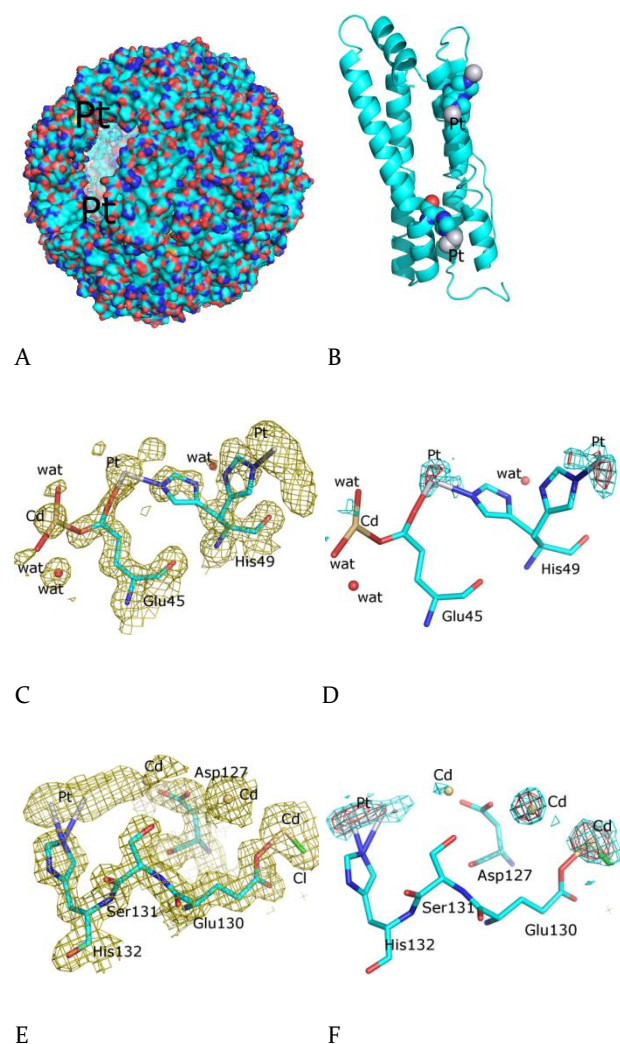 Pt
Pt
Pt
Pt
A
B
Pt
wat
Pt
wat
Cd
wat
wat
His49
Glu45
Pt
Pt
wat
wat
Cd
wat
wat
His49
Glu45
C
D
Cd
Asp127
Pt
Cd
Cd
Cl
Ser131
Glu130
His132
Cd
Pt
Cd
Cd
Asp127
Ser131
Glu130
His132
E
F